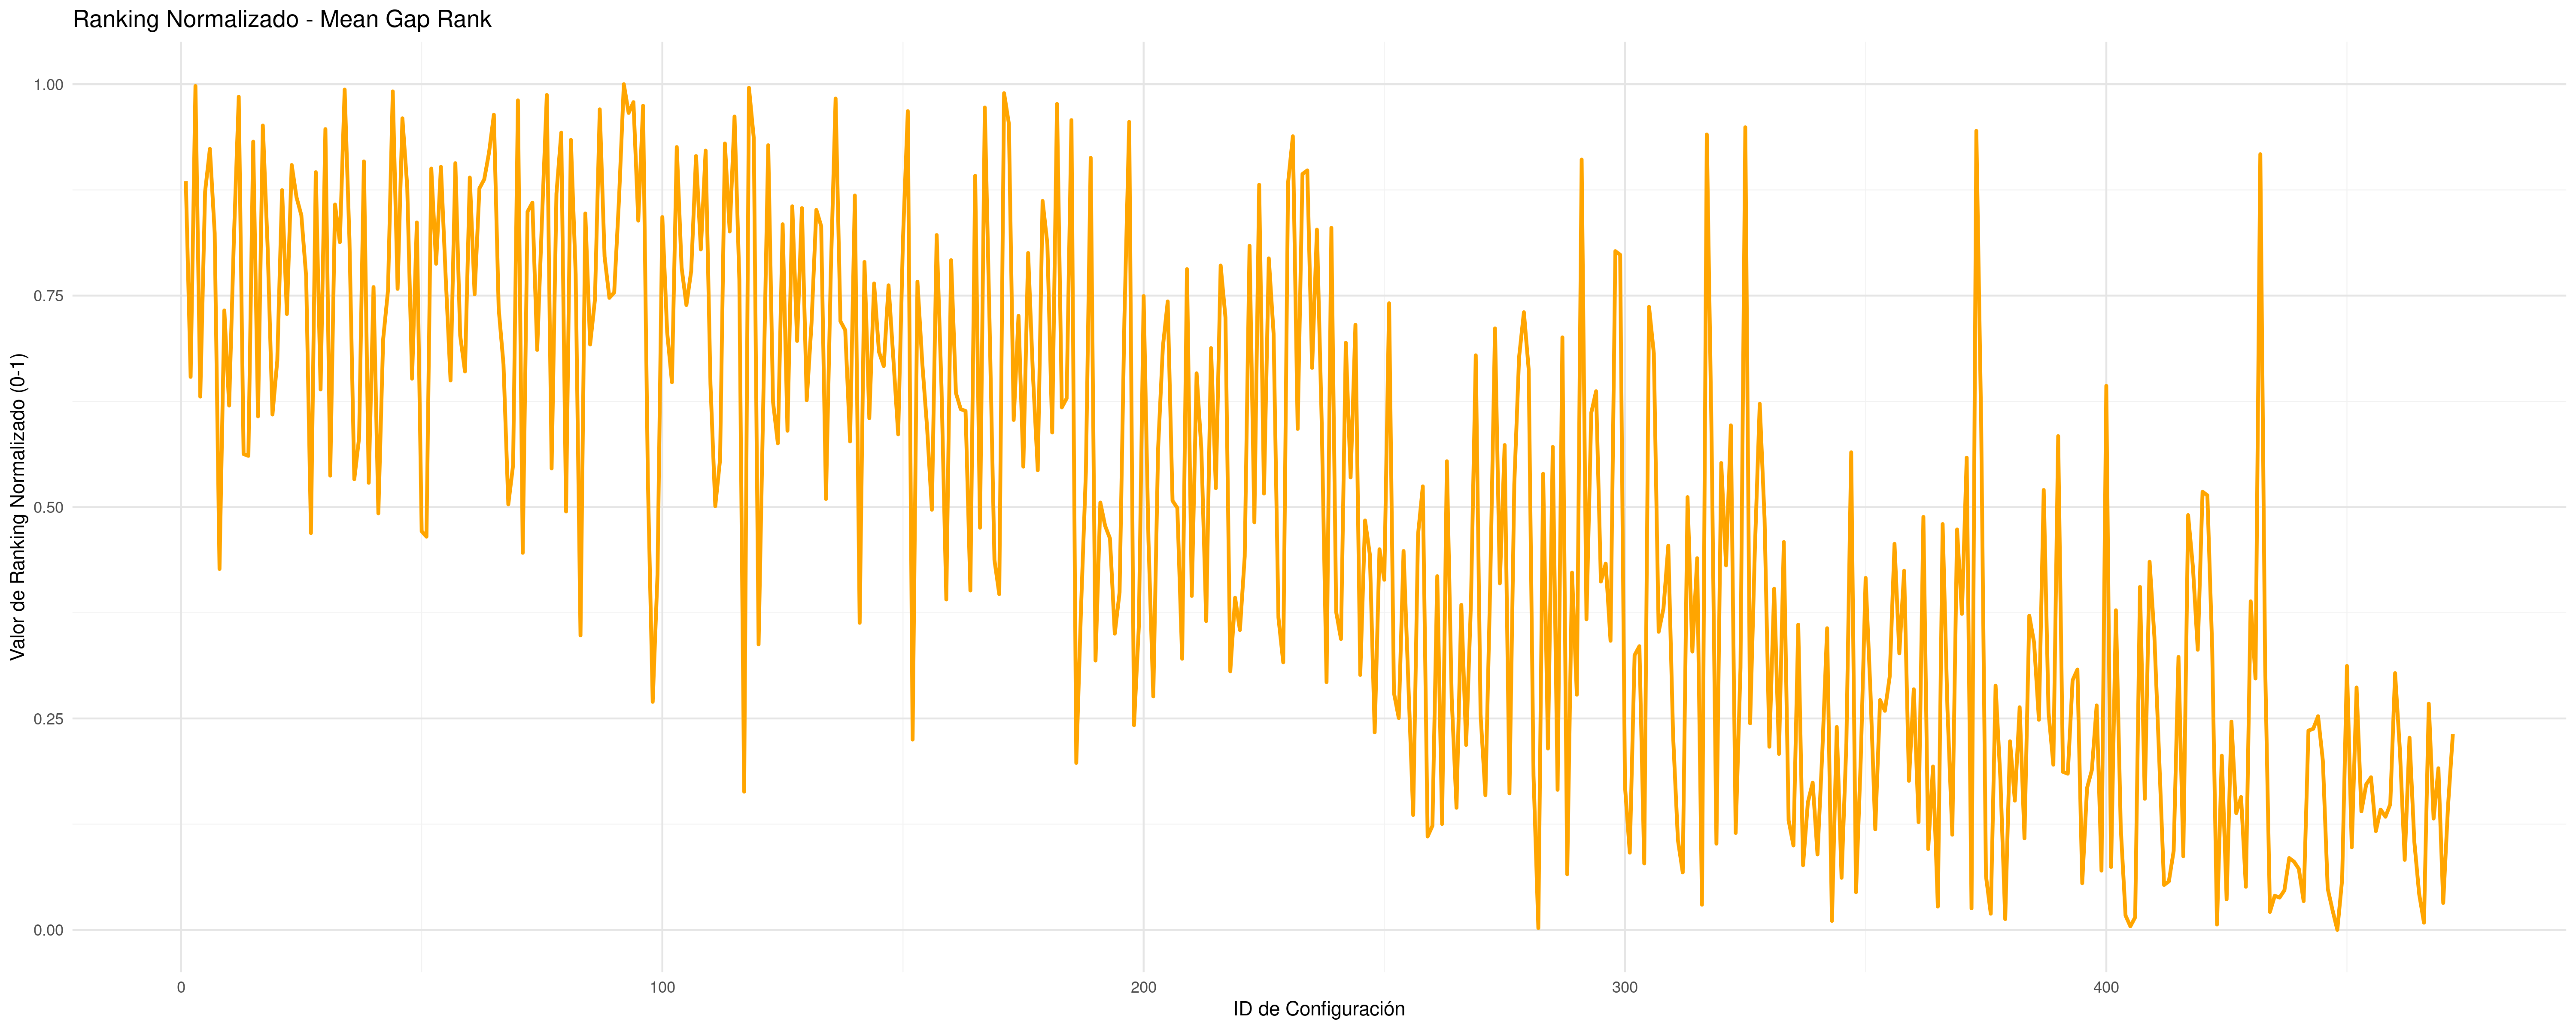 Ranking Normalizado - Mean Gap Rank
Valor de Ranking Normalizado (0-1)
1.00
0.75
0.50
0.25
0.00
0 100 200 300 400
ID de Configuración